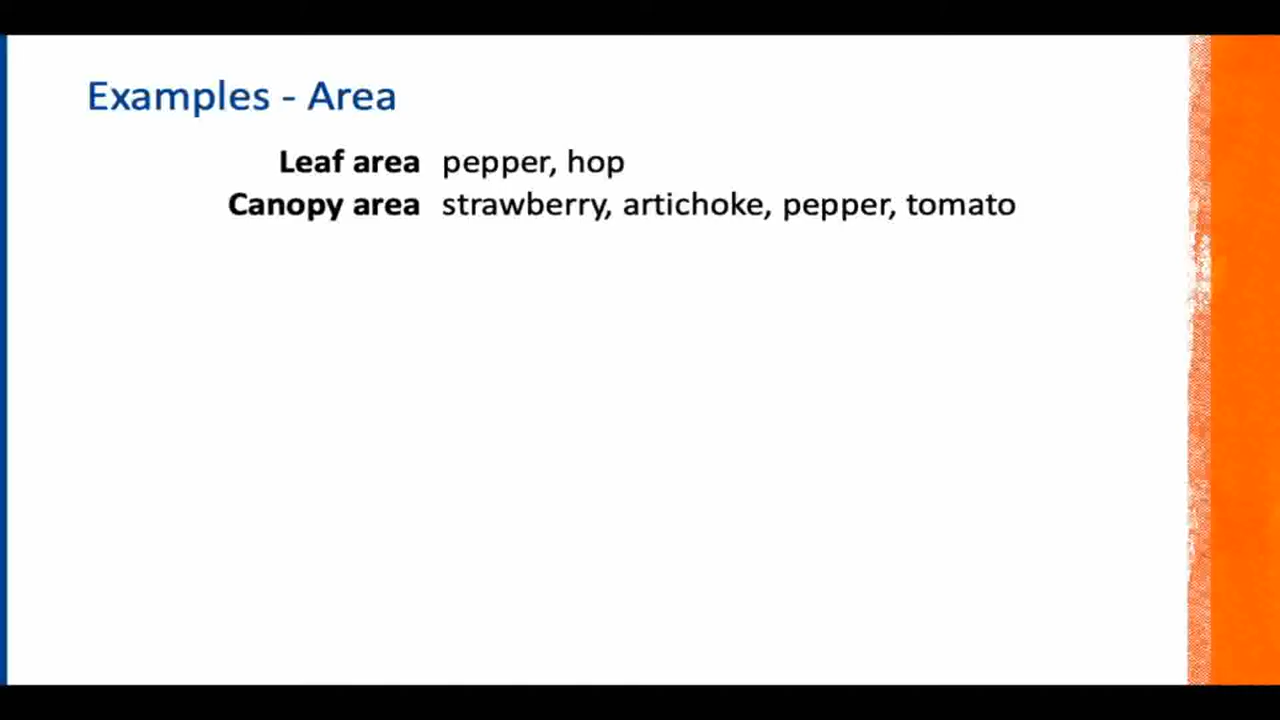 Examples - Area
Leaf area pepper, hop
Canopy area strawberry, artichoke, pepper, tomato